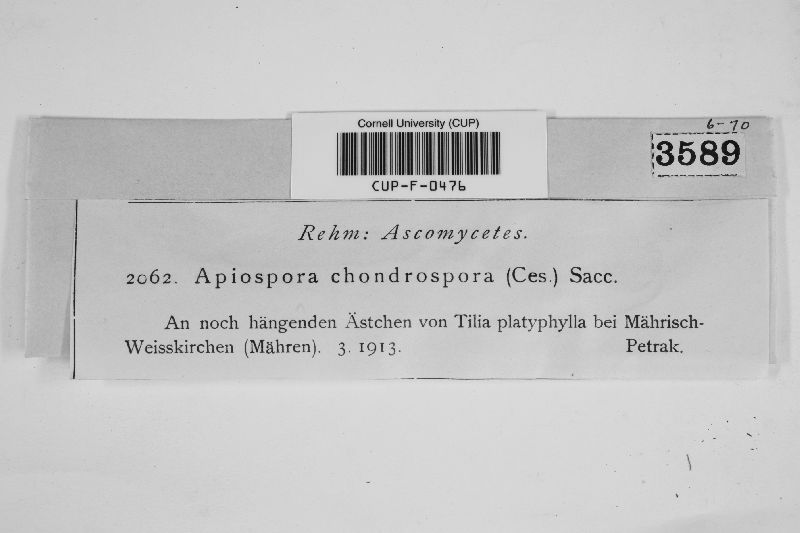 Cornell University (CUP)
CUP-F-0476
6-70
3589
Rehm: Ascomycetes.
2062. Apiospora chondrospora (Ces.) Sacc.
An noch hängenden Ästchen von Tilia platyphylla bei Mährisch-
Weisskirchen (Mähren). 3. 1913. Petrak.